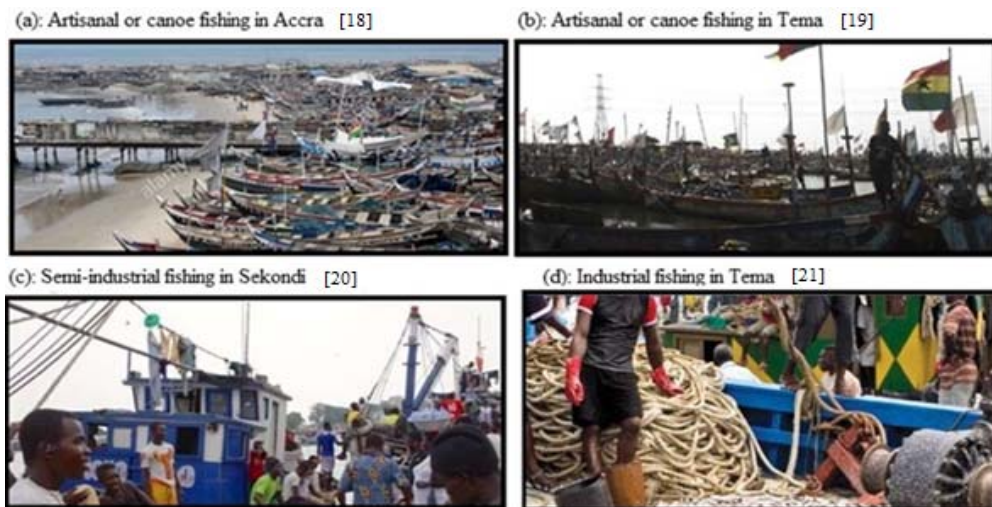 (a): Artisanal or canoe fishing in Accra [18]
(b): Artisanal or canoe fishing in Tema [19]
(c): Semi-industrial fishing in Sekondi [20]
(d): Industrial fishing in Tema [21]